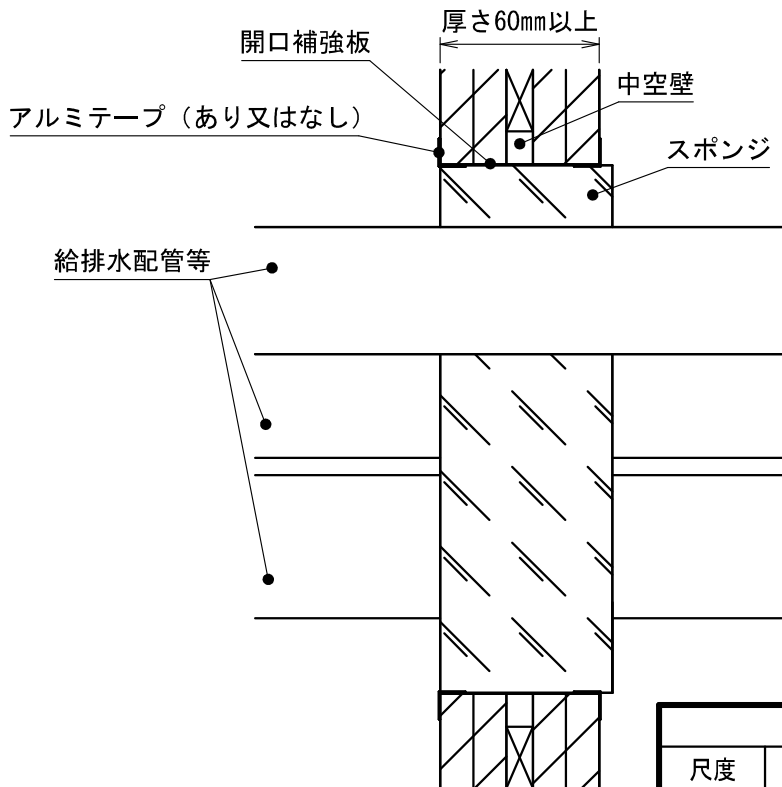 厚さ60mm以上
開口補強板
中空壁
アルミテープ（あり又はなし）
スポンジ
給排水配管等
尺度